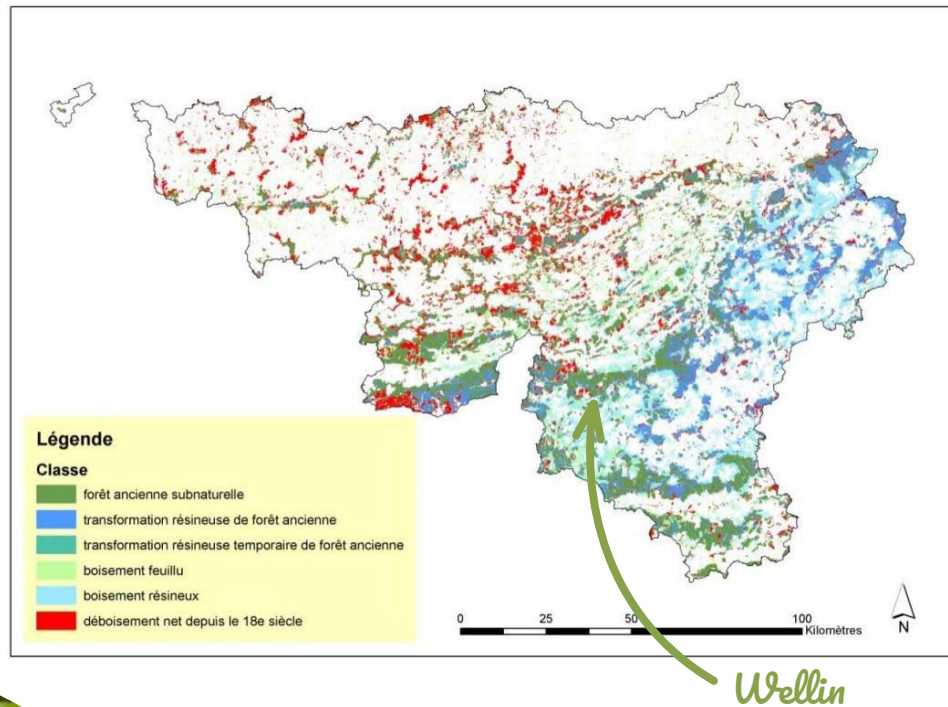 Légende
Classe
forêt ancienne subnaturelle
transformation résineuse de forêt ancienne
transformation résineuse temporaire de forêt ancienne
boisement feuillu
boisement résineux
déboisement net depuis le 18e siècle
0 50 100
Kilomètres
N
Wellin